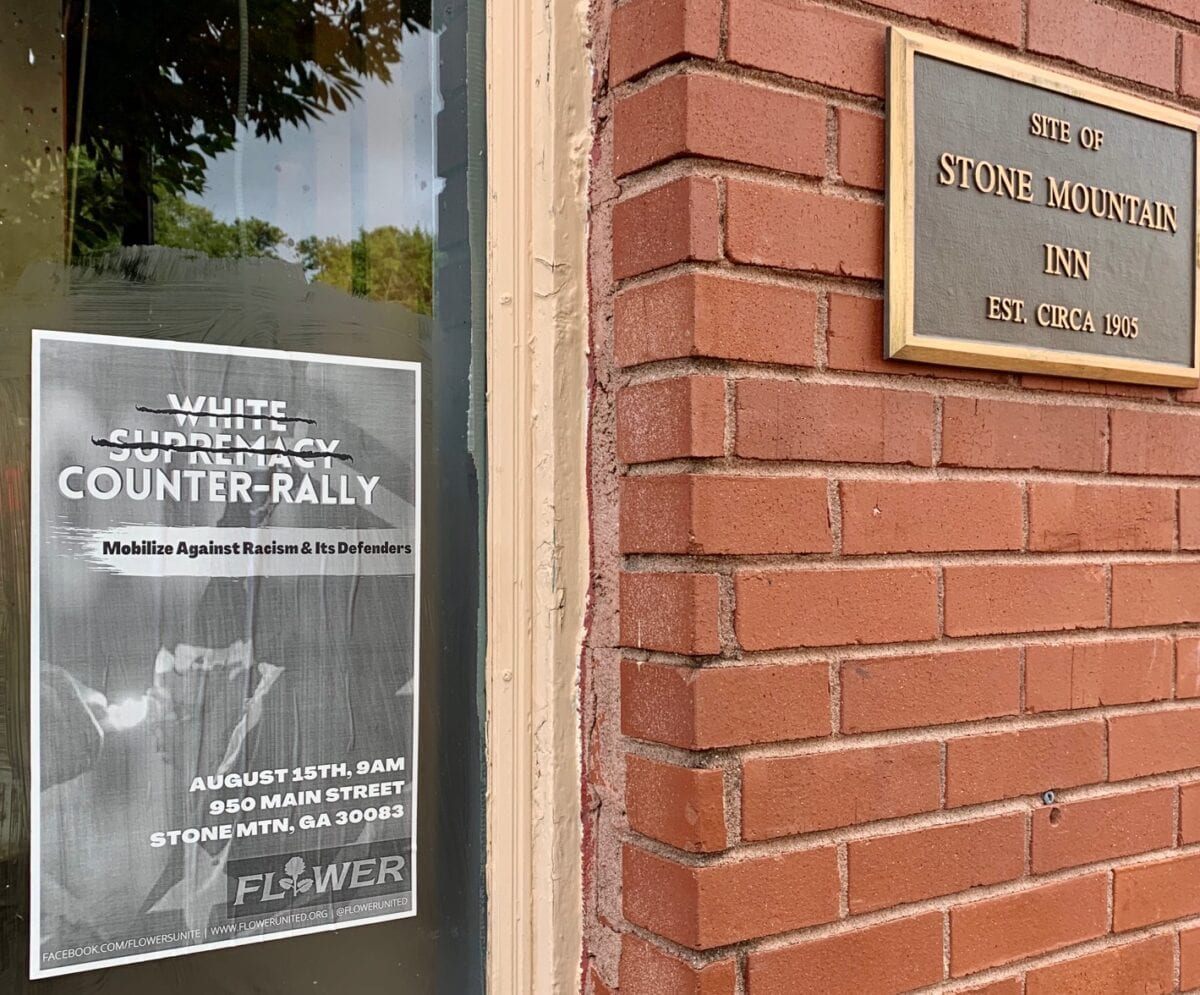 WHITE
SUPREMACY
COUNTER-RALLY
Mobilize Against Racism & Its Defenders
AUGUST 15TH, 9AM
950 MAIN STREET
STONE MTN, GA 30083
FLOWER
FACEBOOK.COM/FLOWERSUNITE | WWW.FLOWERUNITED.ORG | @FLOWERUNITED
SITE OF
STONE MOUNTAIN
INN
EST. CIRCA 1905